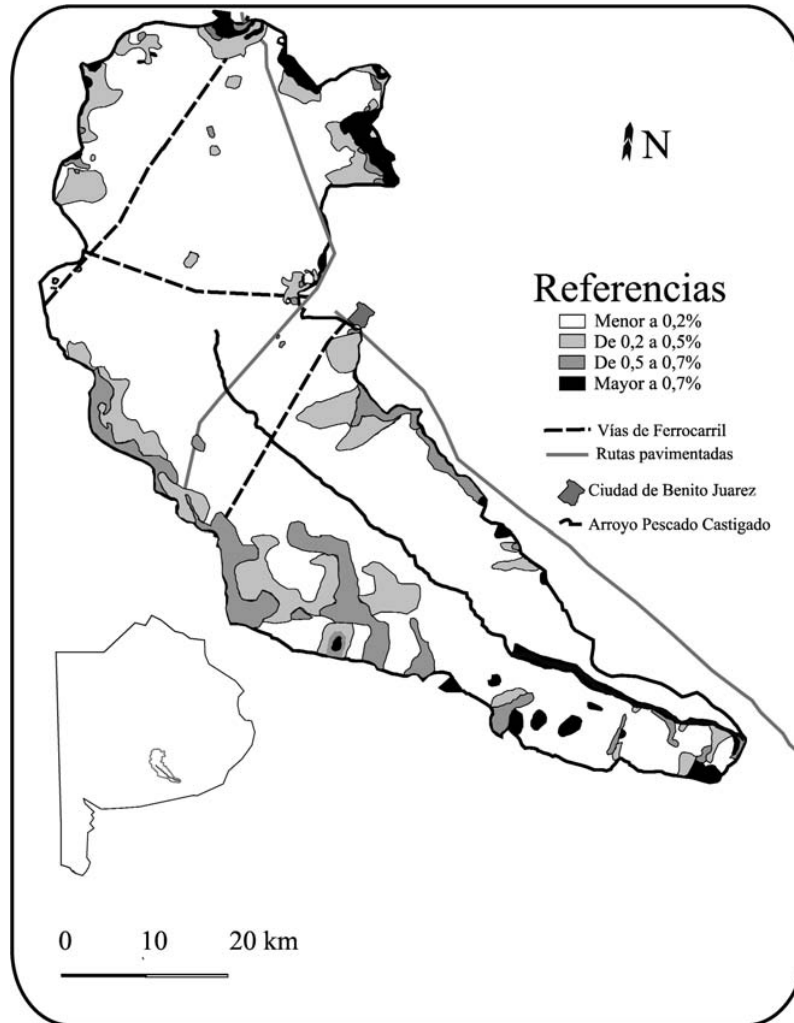 N
Referencias
Menor a 0,2%
De 0,2 a 0,5%
De 0,5 a 0,7%
Mayor a 0,7%
Vías de Ferrocarril
Rutas pavimentadas
Ciudad de Benito Juarez
Arroyo Pescado Castigado
0 10 20 km